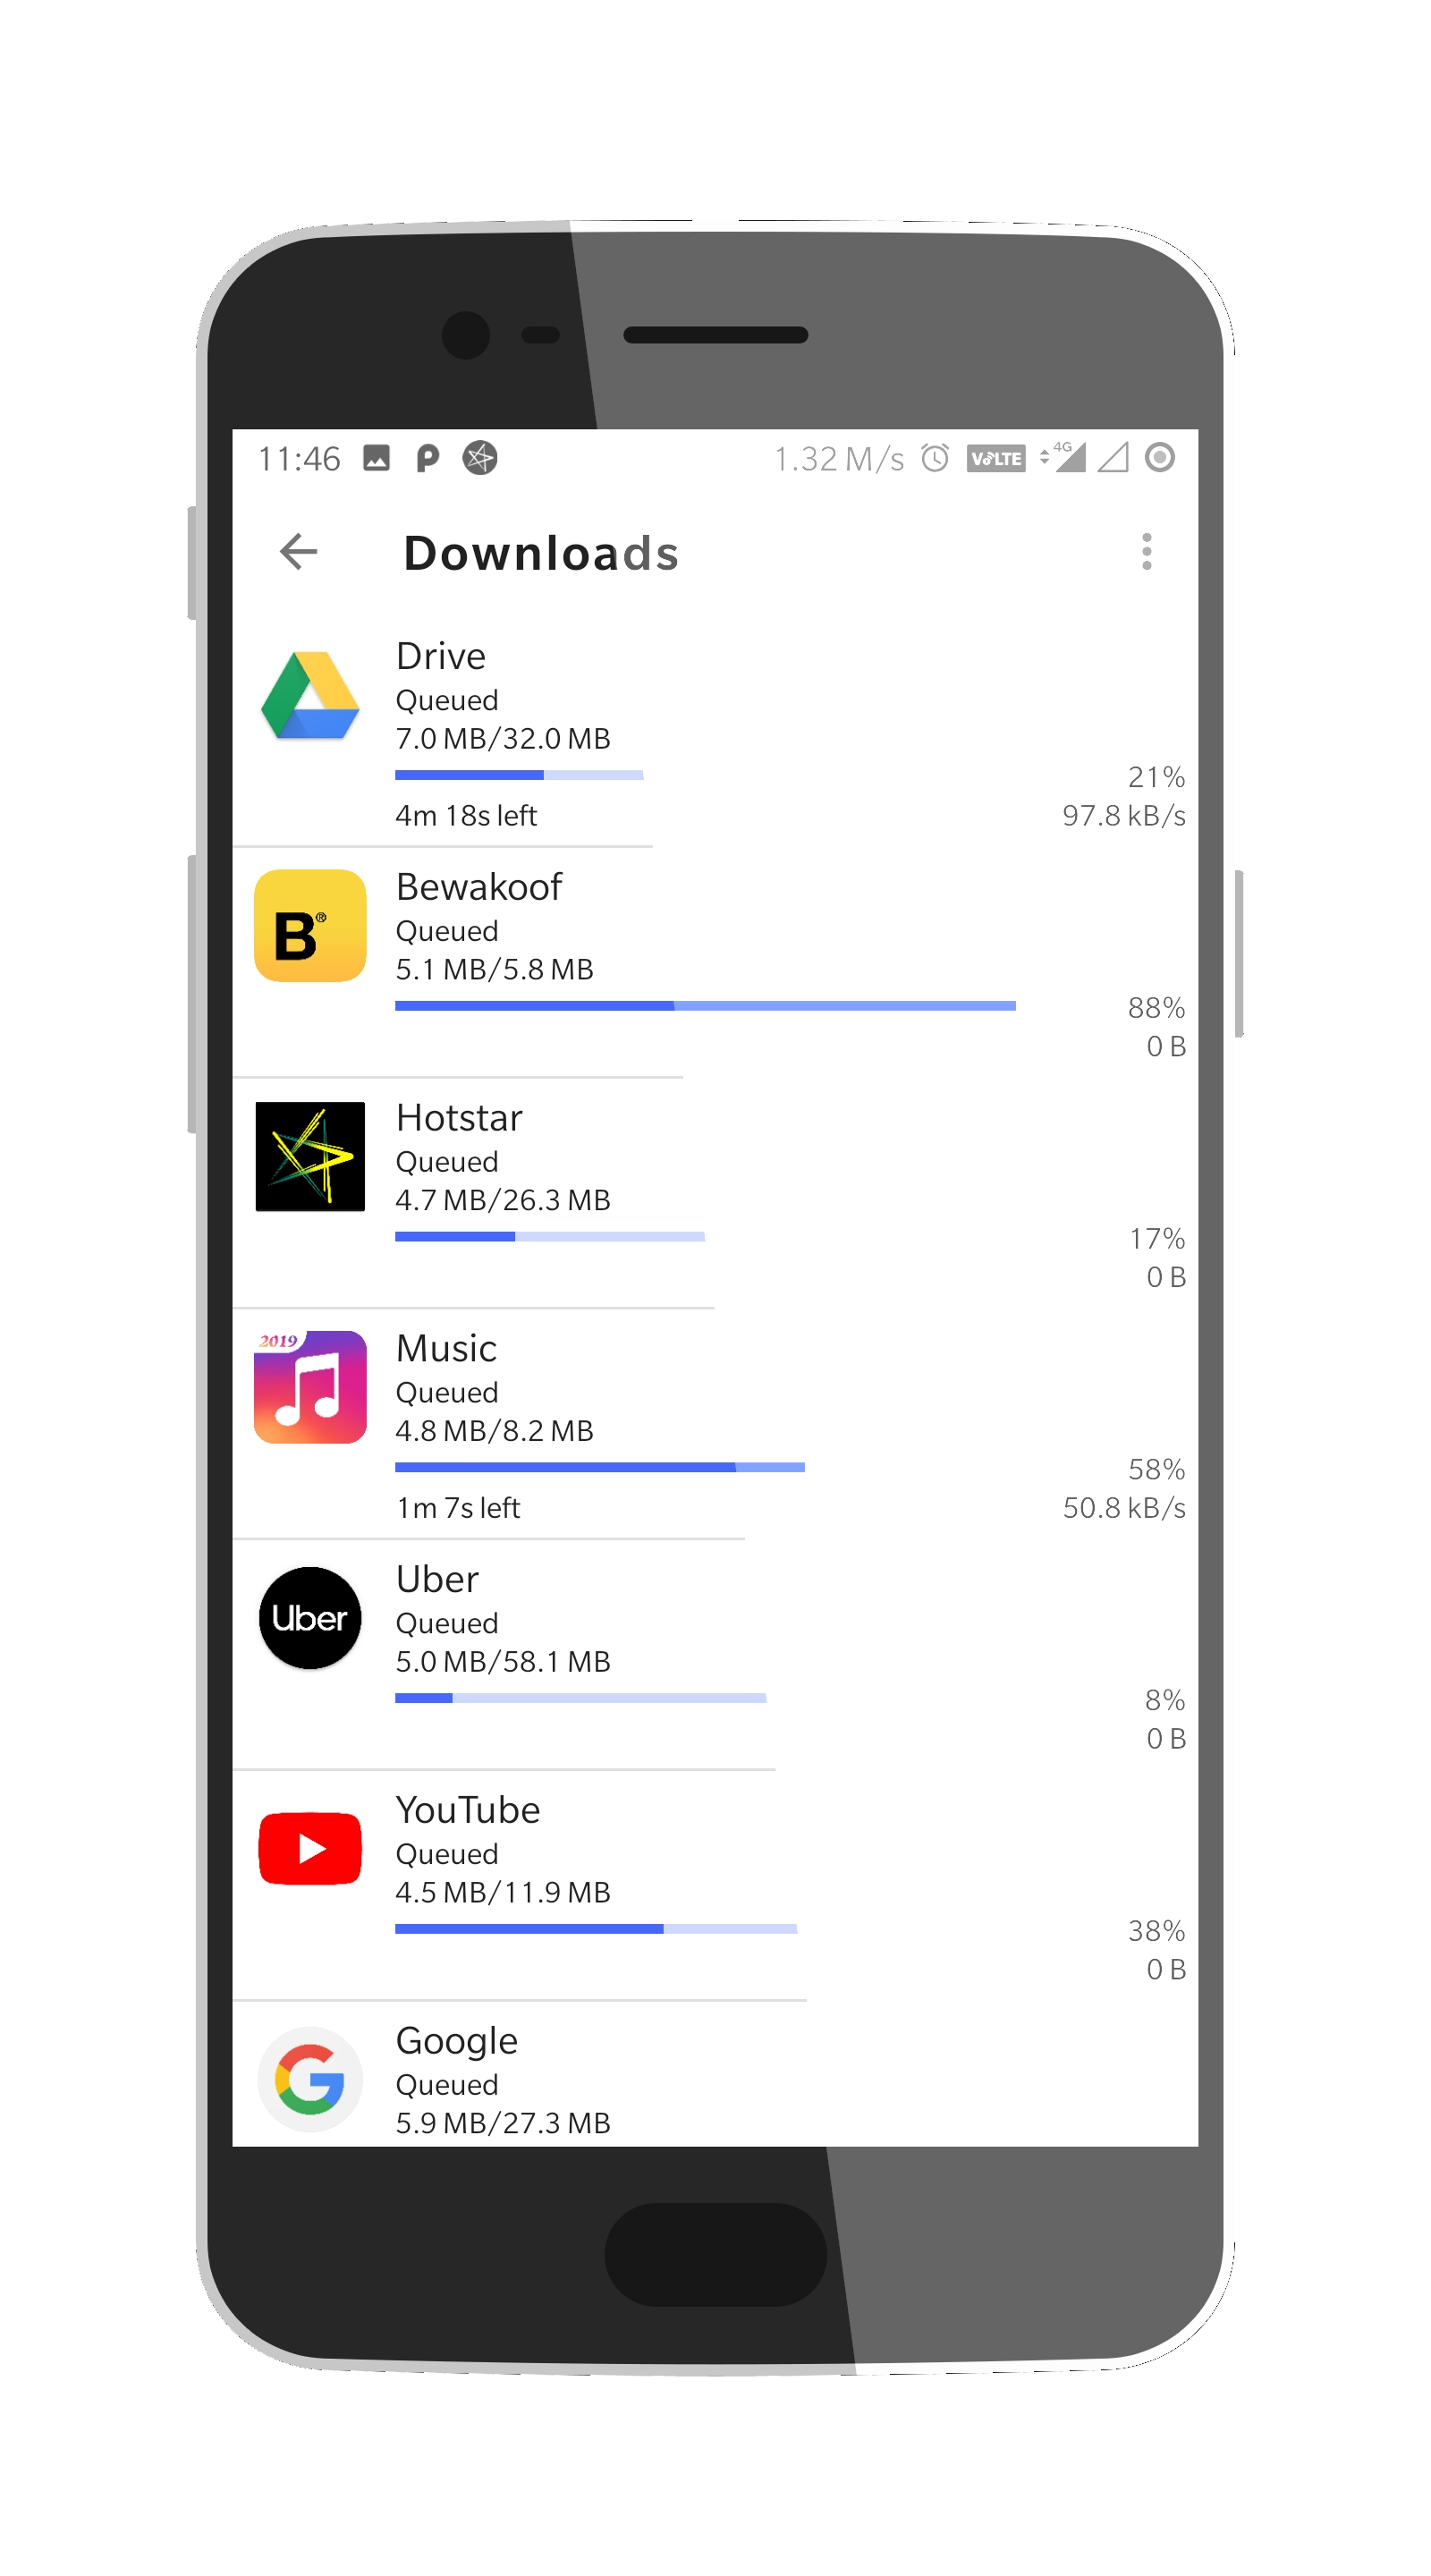 11:46 1.32 M/s VoLTE 4G
Downloads
Drive
Queued
7.0 MB/32.0 MB
21%
4m 18s left 97.8 kB/s
B®
Bewakoof
Queued
5.1 MB/5.8 MB
88%
0 B
Hotstar
Queued
4.7 MB/26.3 MB
17%
0 B
2019
Music
Queued
4.8 MB/8.2 MB
58%
1m 7s left 50.8 kB/s
Uber
Uber
Queued
5.0 MB/58.1 MB
8%
0 B
YouTube
Queued
4.5 MB/11.9 MB
38%
0 B
G
Google
Queued
5.9 MB/27.3 MB